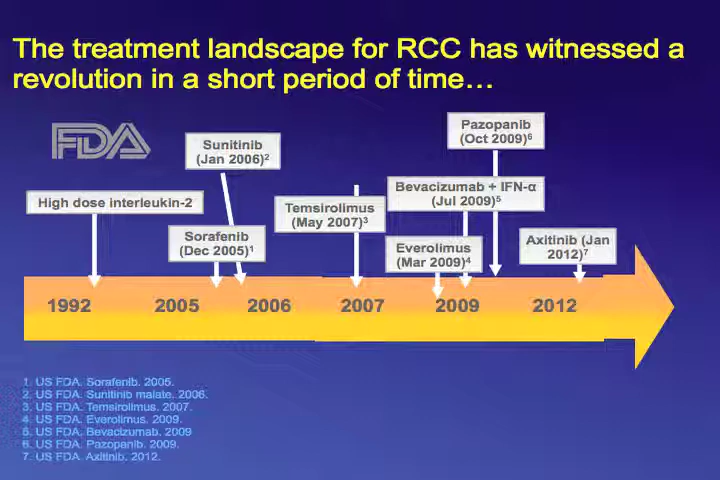 The treatment landscape for RCC has witnessed a
revolution in a short period of time…
FDA
Pazopanib
(Oct 2009)⁶
Sunitinib
(Jan 2006)²
Bevacizumab + IFN-α
(Jul 2009)⁵
High dose interleukin-2
Temsirolimus
(May 2007)³
Sorafenib
(Dec 2005)¹
Everolimus
(Mar 2009)⁴
Axitinib (Jan
2012)⁷
1992 2005 2006 2007 2009 2012
1. US FDA. Sorafenib. 2005.
2. US FDA. Sunitinib malate. 2006.
3. US FDA. Temsirolimus. 2007.
4. US FDA. Everolimus. 2009.
5. US FDA. Bevacizumab. 2009
6. US FDA. Pazopanib. 2009.
7. US FDA. Axitinib. 2012.